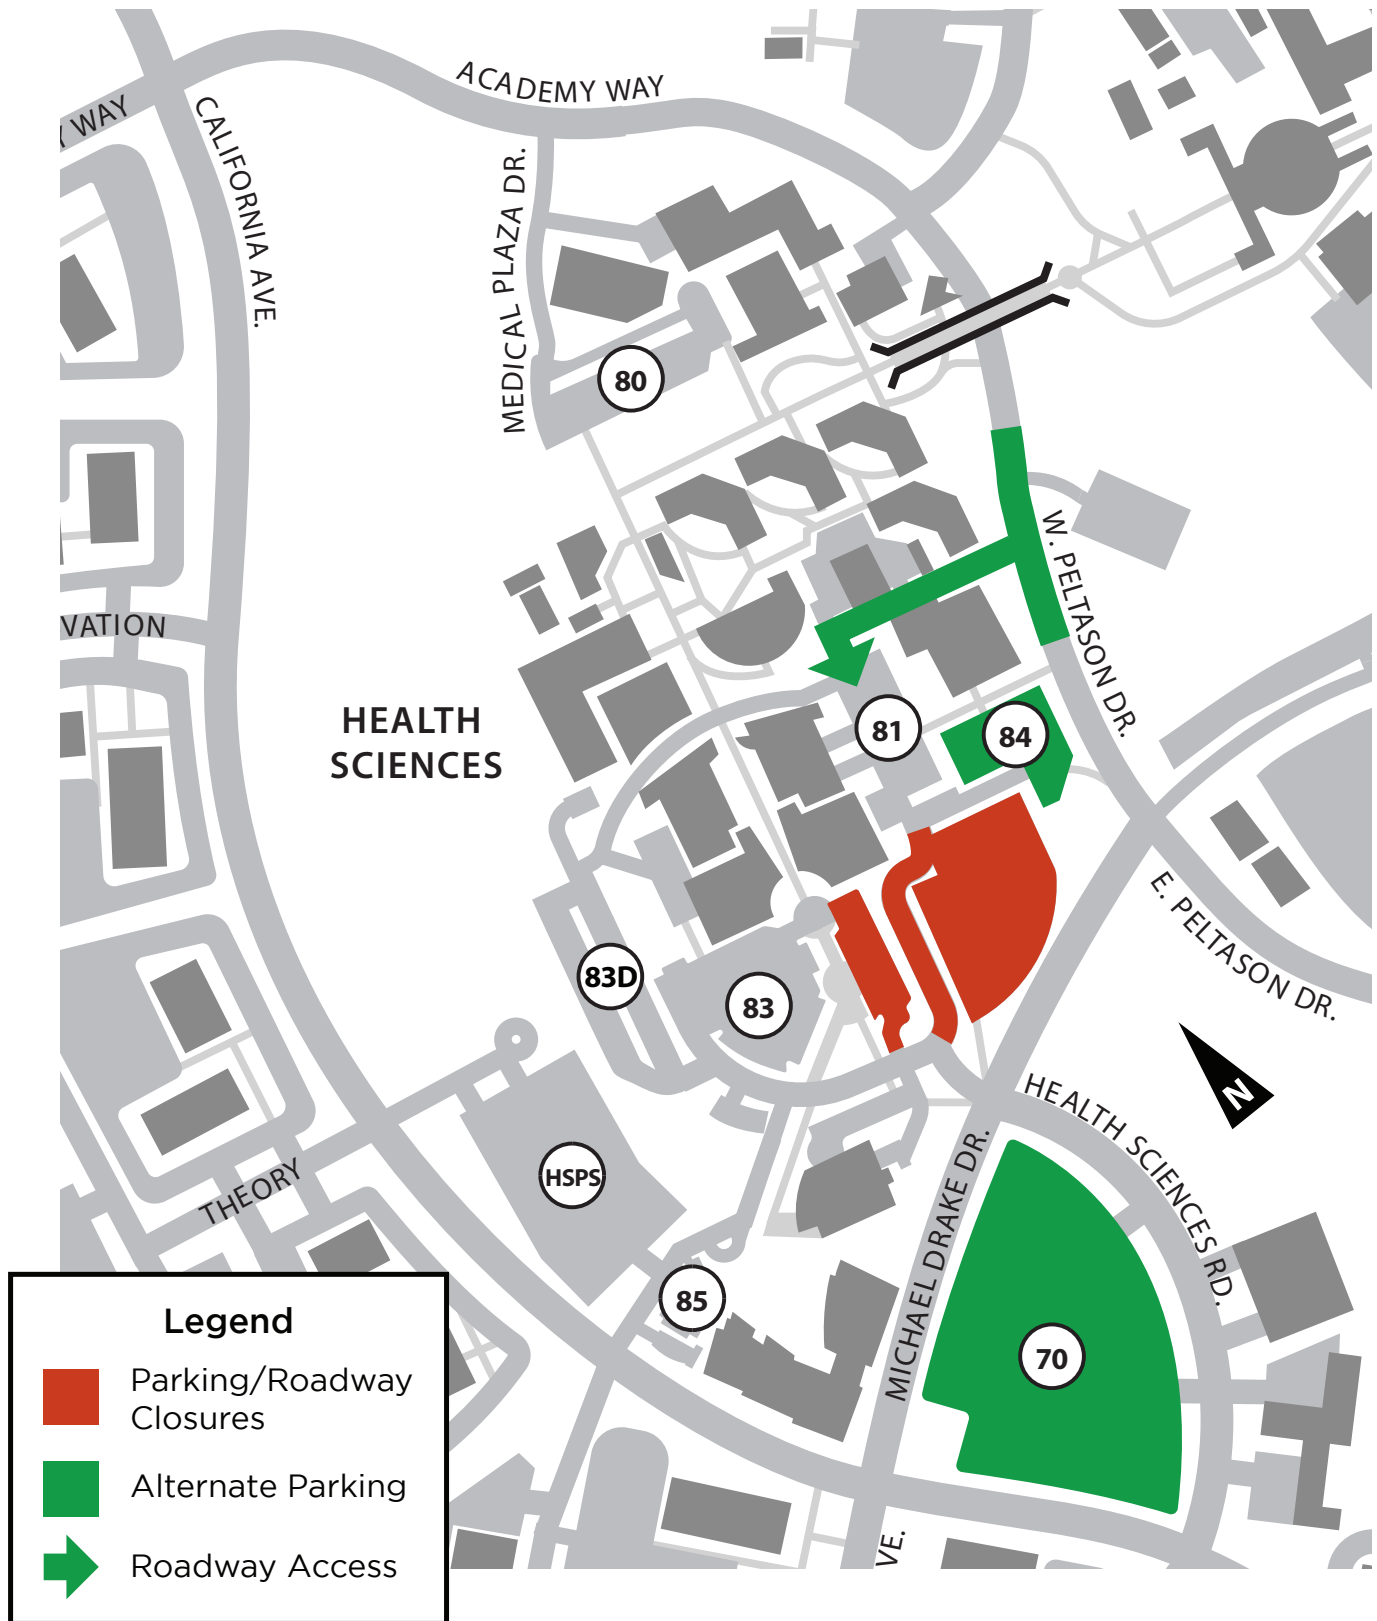 ACADEMY WAY
Y WAY
CALIFORNIA AVE.
MEDICAL PLAZA DR.
80
W. PELTASON DR.
VATION
HEALTH
SCIENCES
81
84
E. PELTASON DR.
83D
83
N
HEALTH SCIENCES RD.
MICHAEL DRAKE DR.
THEORY
HSPS
85
70
VE.
Legend
Parking/Roadway
Closures
Alternate Parking
Roadway Access